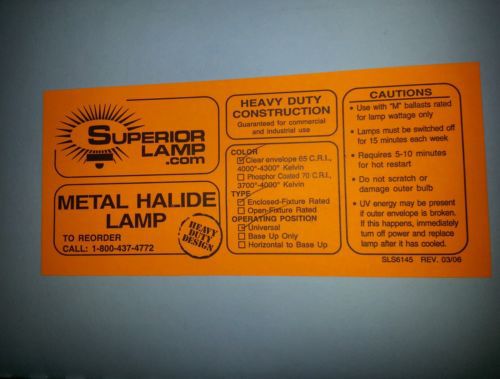 SUPERIOR
LAMP
.com
METAL HALIDE
LAMP
TO REORDER
CALL: 1-800-437-4772
HEAVY
DUTY
DESIGN
HEAVY DUTY
CONSTRUCTION
Guaranteed for commercial
and industrial use
COLOR
Clear envelope 65 C.R.I.,
4000°-4300° Kelvin
Phosphor Coated 70 C.R.I.,
3700°-4000° Kelvin
TYPE
Enclosed-Fixture Rated
Open-Fixture Rated
OPERATING POSITION
Universal
Base Up Only
Horizontal to Base Up
CAUTIONS
• Use with "M" ballasts rated
for lamp wattage only
• Lamps must be switched off
for 15 minutes each week
• Requires 5-10 minutes
for hot restart
• Do not scratch or
damage outer bulb
• UV energy may be present
if outer envelope is broken.
If this happens, immediately
turn off power and replace
lamp after it has cooled.
SLS6145 REV. 03/06